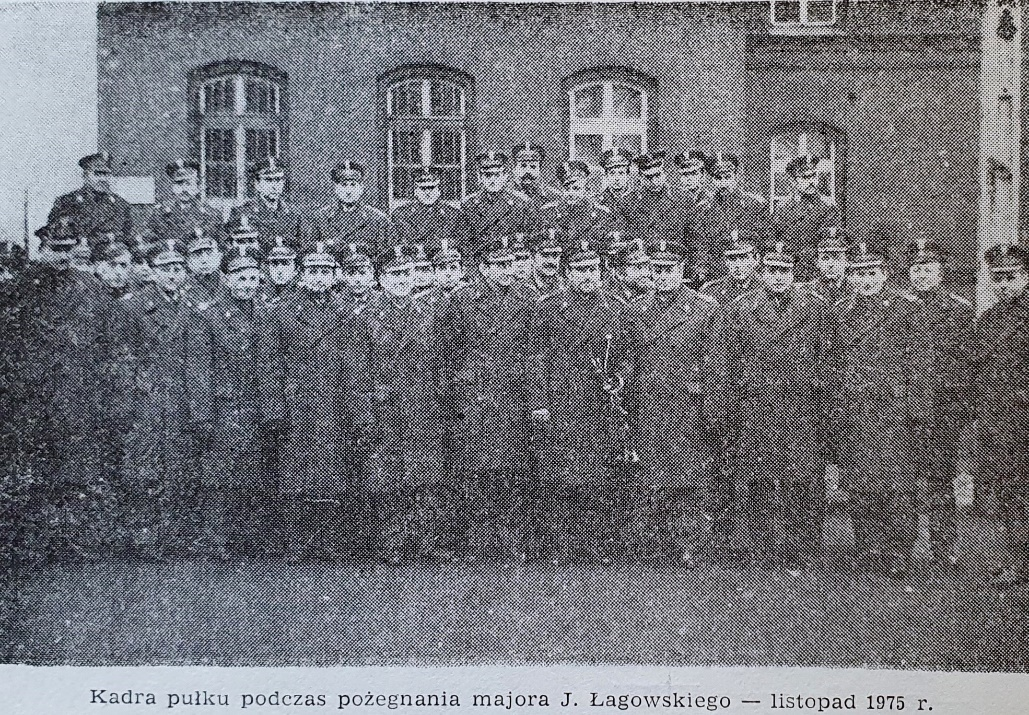 Kadra pułku podczas pożegnania majora J. Łagowskiego — listopad 1975 r.